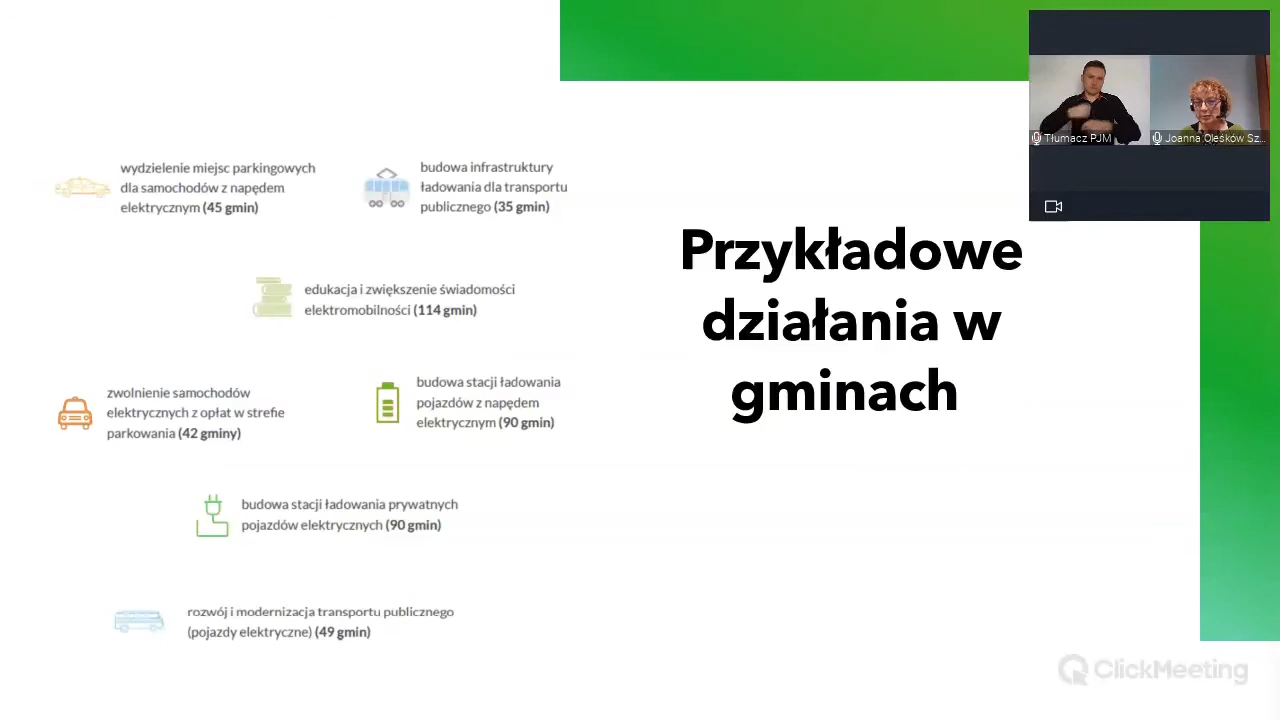 wydzielenie miejsc parkingowych
dla samochodów z napędem
elektrycznym (45 gmin)
budowa infrastruktury
ładowania dla transportu
publicznego (35 gmin)
edukacja i zwiększenie świadomości
elektromobilności (114 gmin)
zwolnienie samochodów
elektrycznych z opłat w strefie
parkowania (42 gminy)
budowa stacji ładowania
pojazdów z napędem
elektrycznym (90 gmin)
budowa stacji ładowania prywatnych
pojazdów elektrycznych (90 gmin)
rozwój i modernizacja transportu publicznego
(pojazdy elektryczne) (49 gmin)
Przykładowe
działania w
gminach
Tłumacz PJM
Joanna Oleśków Sz...
ClickMeeting